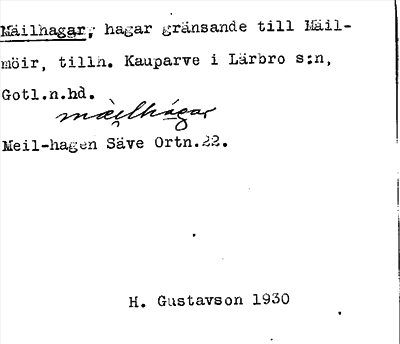 Mäilhagar, hagar gränsande till Mäil-
möir, tillh. Kauparve i Lärbro s:n,
Gotl.n.hd.
mäilhágar
Meil-hagen Säve Ortn.22.
H. Gustavson 1930